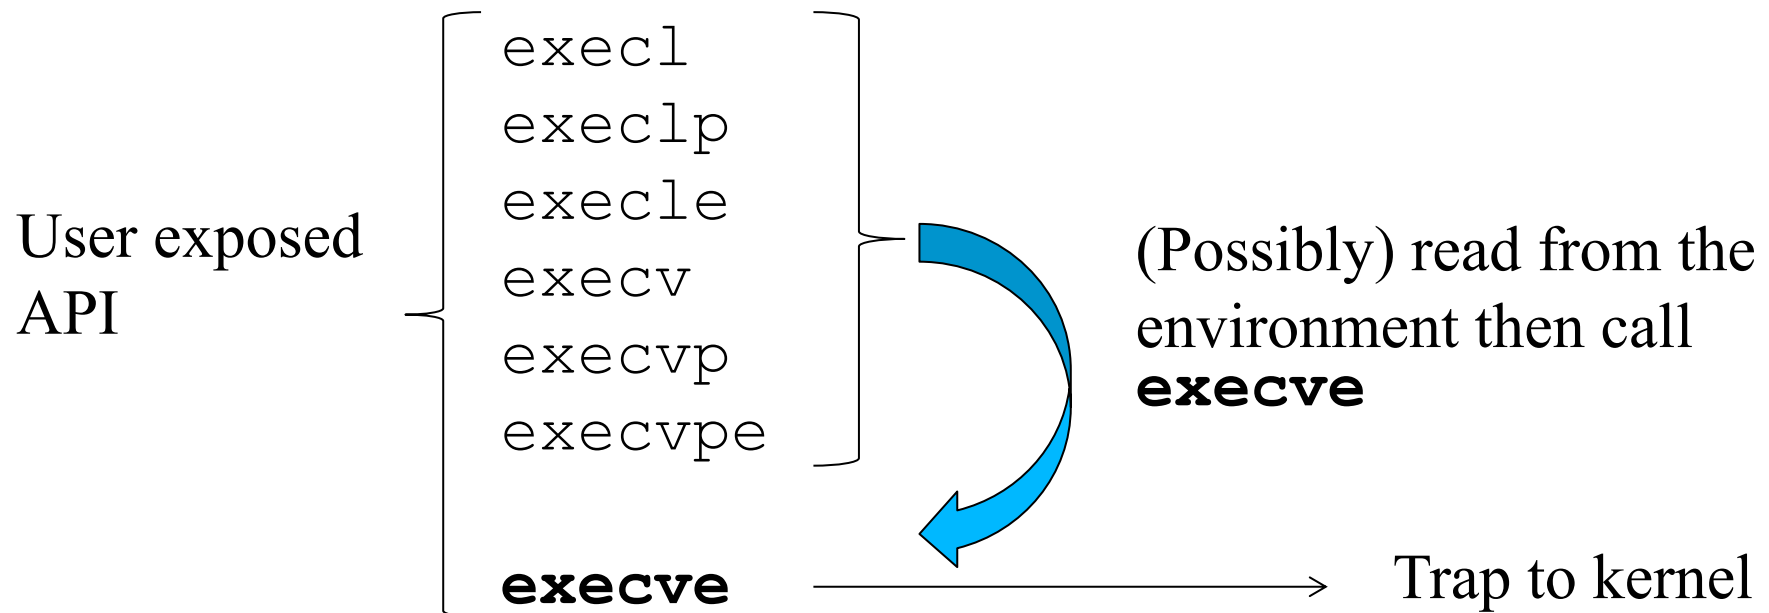 User exposed
API
execl
execlp
execle
execv
execvp
execvpe
execve
(Possibly) read from the
environment then call
execve
Trap to kernel